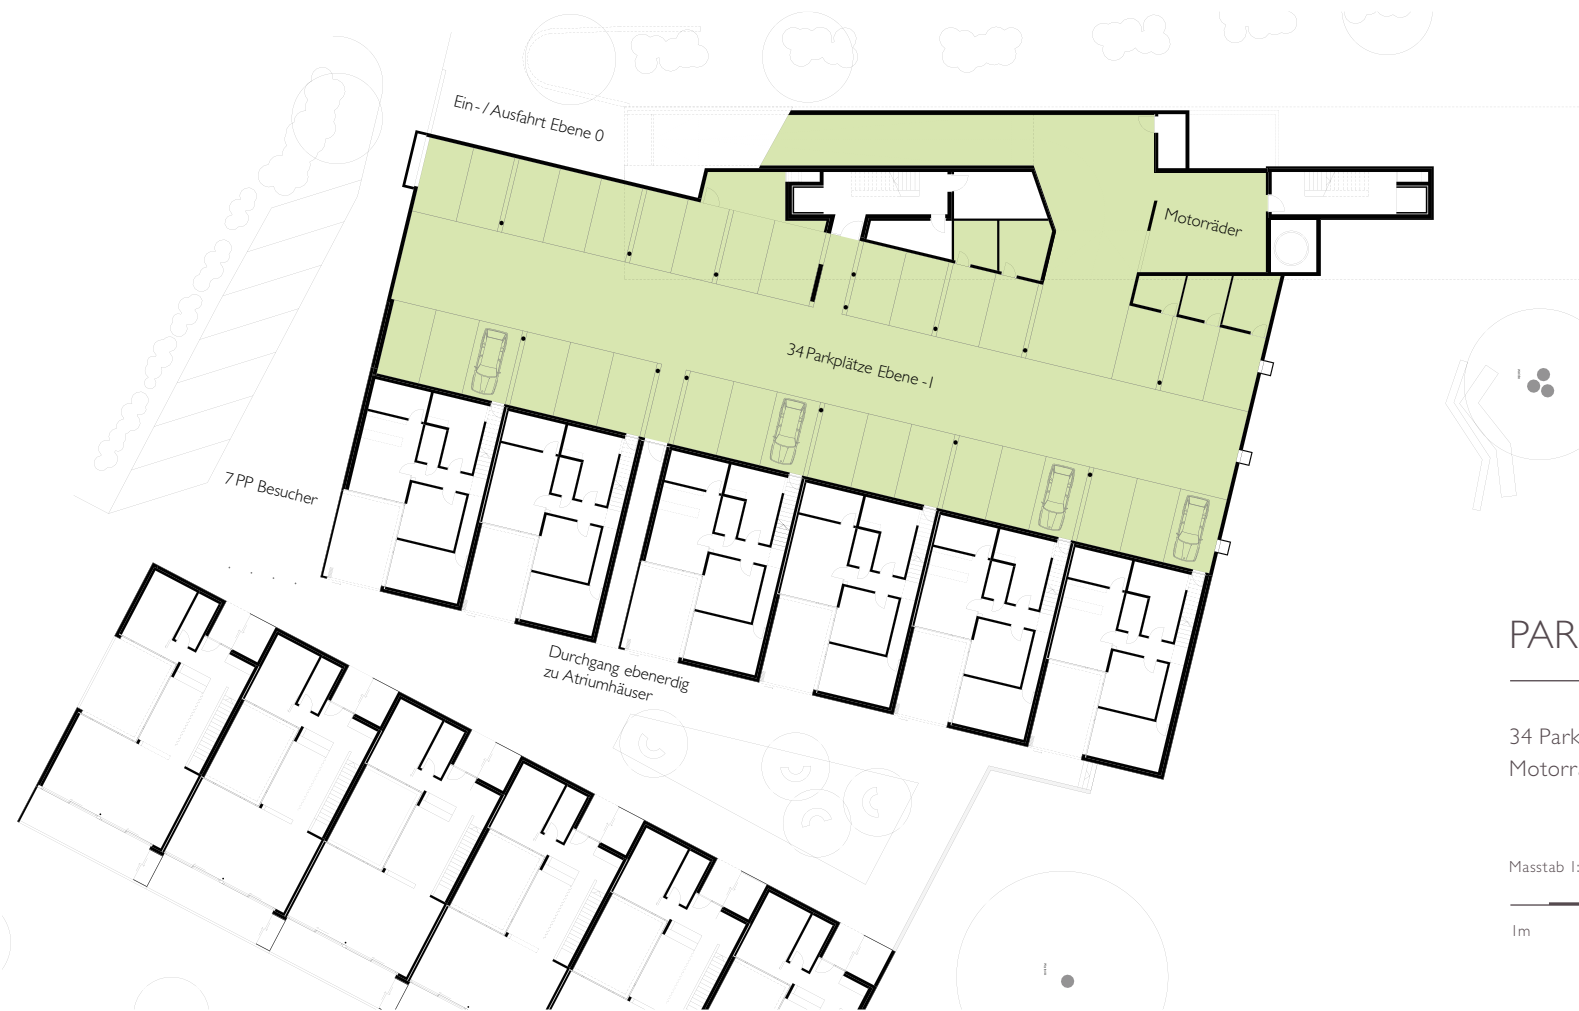 Ein- / Ausfahrt Ebene 0
Motorräder
34 Parkplätze Ebene -1
7 PP Besucher
Durchgang ebenerdig
zu Atriumhäuser
PAR
34 Park
Motorr
Masstab 1:
1m